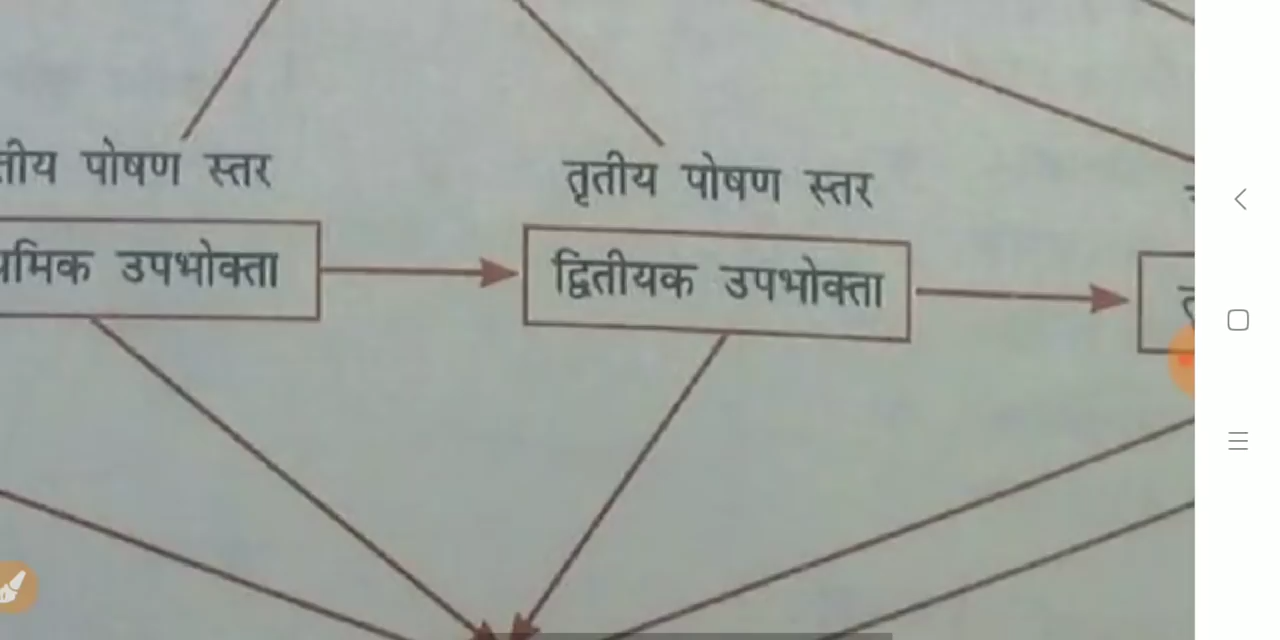 पोषण स्तर
तृतीय पोषण स्तर
उपभोक्ता
द्वितीयक उपभोक्ता